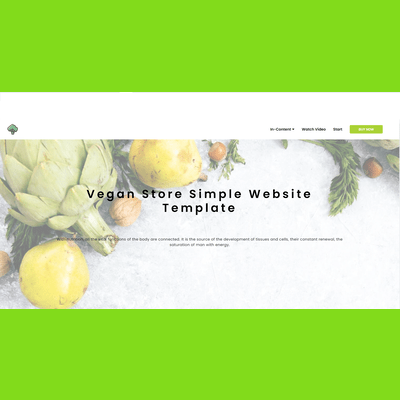 In-Content
Watch Video
Start
BUY NOW
Vegan Store Simple Website
Template
of the body are connected; it is the source of the development of tissues and cells, their constant renewal, the
saturation of man with energy.